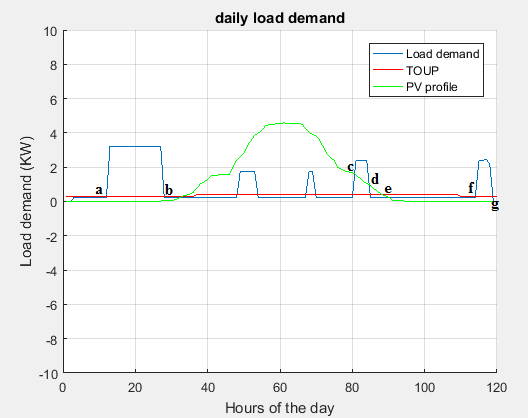 daily load demand
10
8
6
4
2
0
-2
-4
-6
-8
-10
Load demand (KW)
Load demand
TOUP
PV profile
a
b
c
d
e
f
g
0 20 40 60 80 100 120
Hours of the day